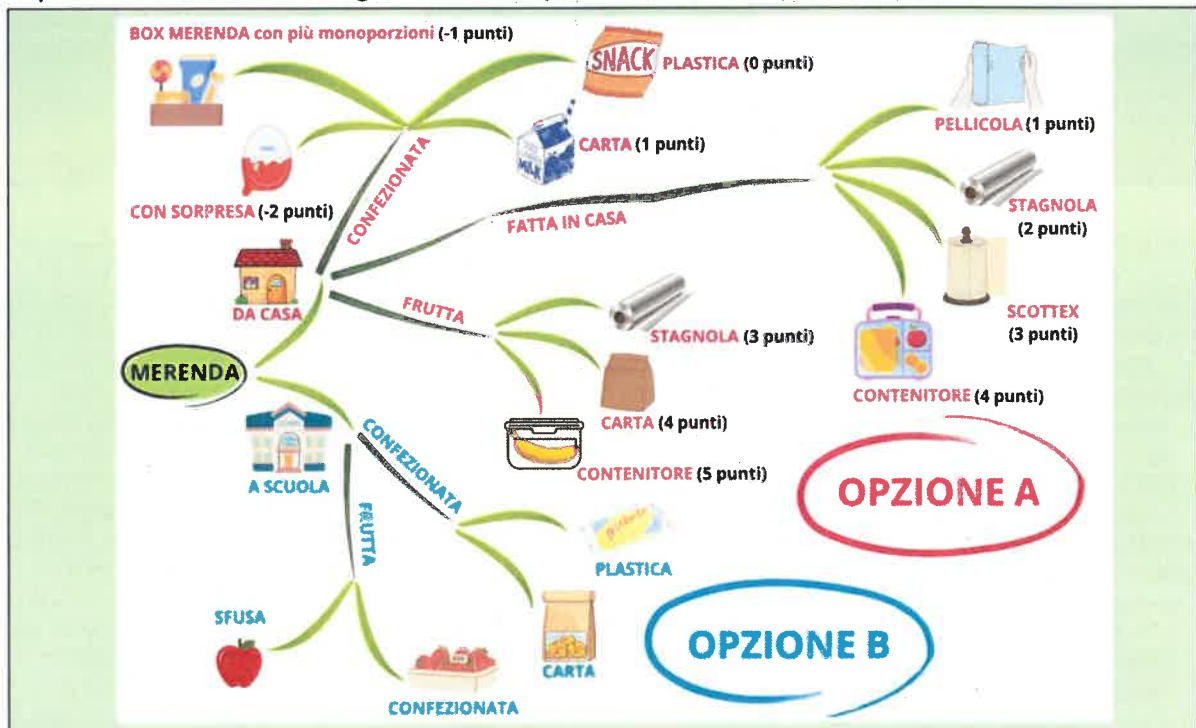 BOX MERENDA con più monoporzioni (-1 punti)
SNACK
PLASTICA (0 punti)
PELLICOLA (1 punti)
MILK
CARTA (1 punti)
CON SORPRESA (-2 punti)
CONFEZIONATA
FATTA IN CASA
STAGNOLA
(2 punti)
DA CASA
FRUTTA
STAGNOLA (3 punti)
SCOTTEX
(3 punti)
MERENDA
CONTENITORE (4 punti)
CARTA (4 punti)
A SCUOLA
CONFEZIONATA
CONTENITORE (5 punti)
OPZIONE A
FRUTTA
PLASTICA
SFUSA
OPZIONE B
CARTA
CONFEZIONATA